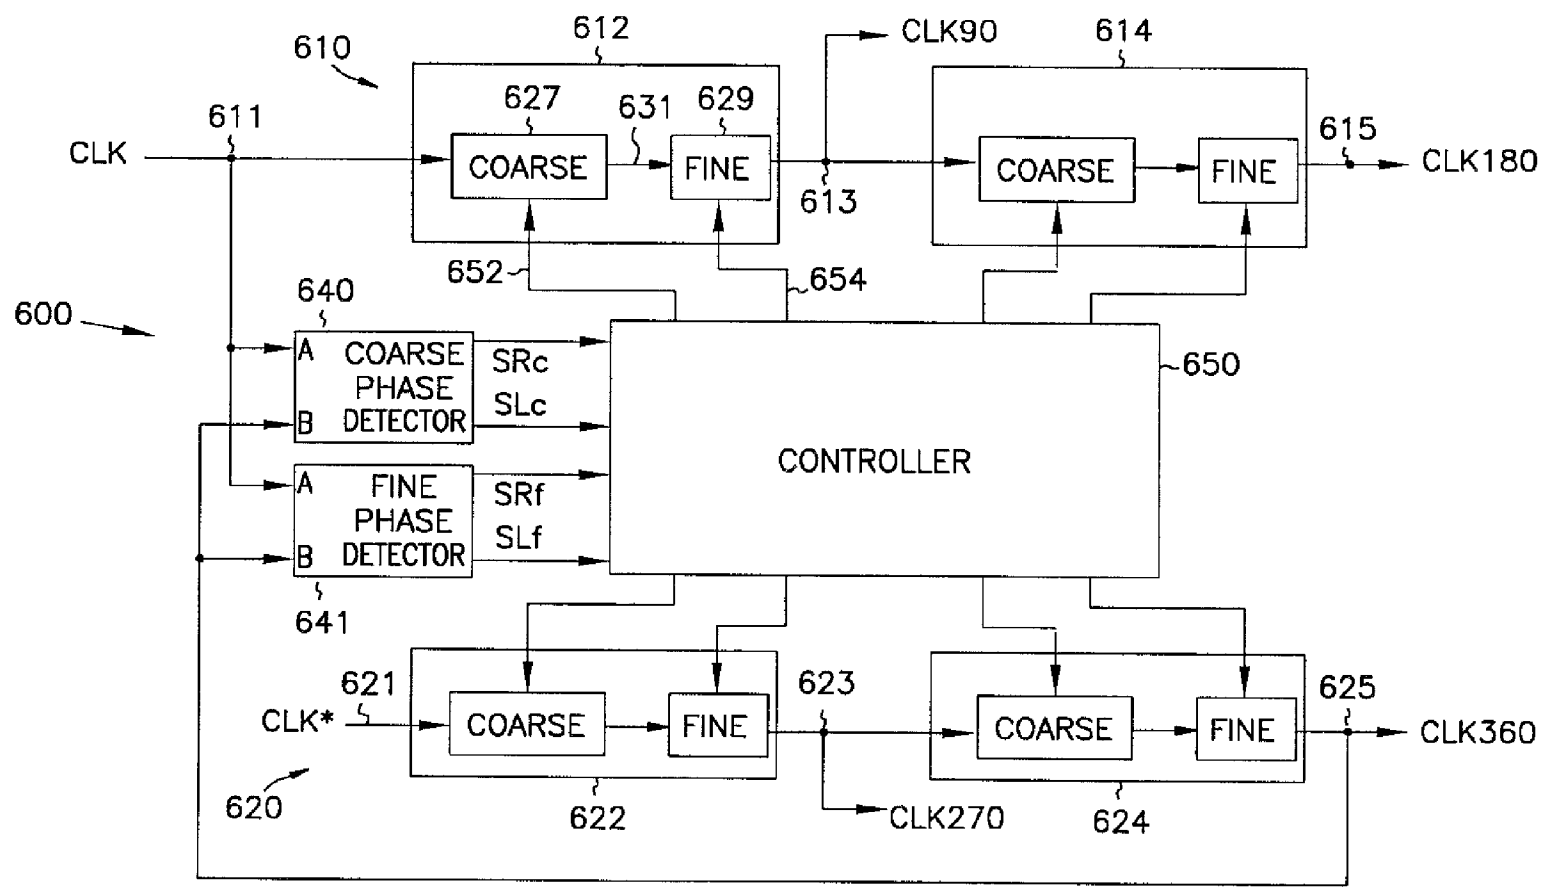 612
CLK90
614
610
627
631
629
611
615
CLK
COARSE
FINE
COARSE
FINE
CLK180
613
652
654
640
600
A COARSE
PHASE
B DETECTOR
SRc
SLc
650
CONTROLLER
A FINE
PHASE
B DETECTOR
SRf
SLf
641
621
623
625
CLK*
COARSE
FINE
COARSE
FINE
CLK360
620
622
CLK270
624